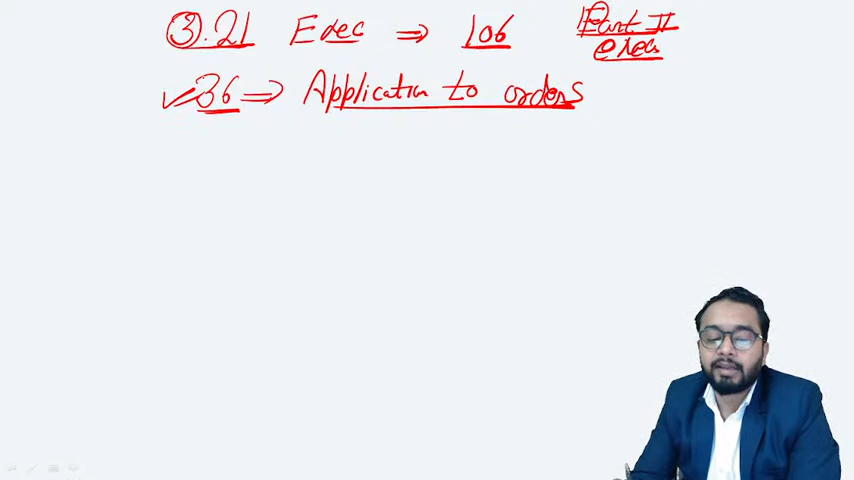 ③.21 Exec ⇒ 106 Part II
exec
✓ 36 ⇒ Application to orders